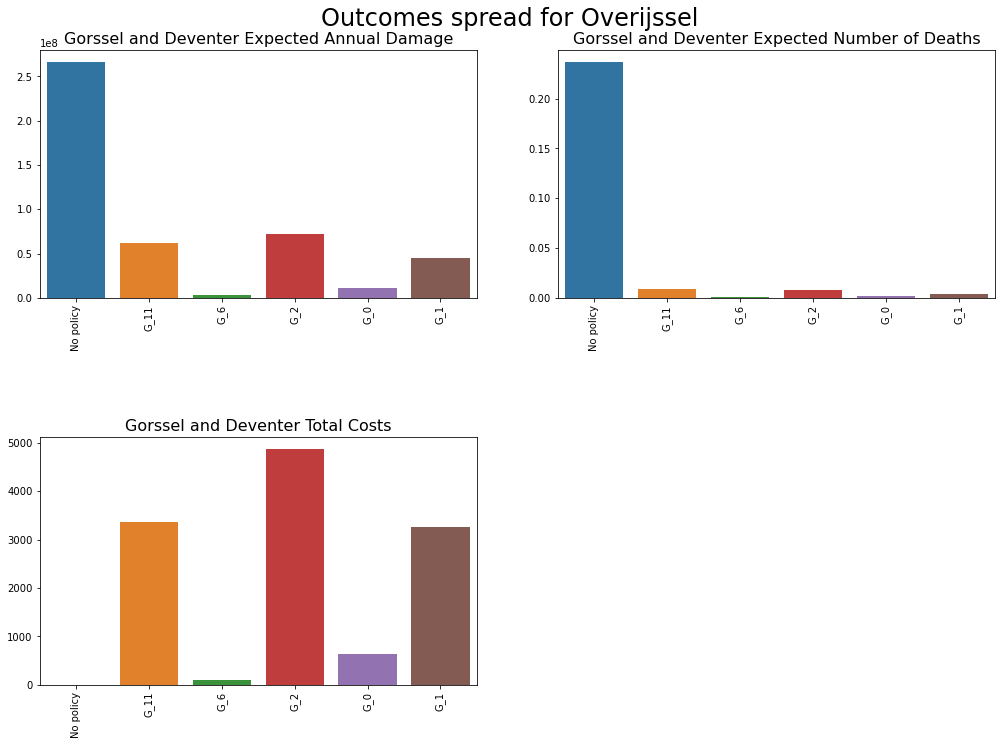 Outcomes spread for Overijssel
Gorssel and Deventer Expected Annual Damage
1e8
2.5
2.0
1.5
1.0
0.5
0.0
No policy
G_11
G_6
G_2
G_0
G_1
Gorssel and Deventer Expected Number of Deaths
0.20
0.15
0.10
0.05
0.00
No policy
G_11
G_6
G_2
G_0
G_1
Gorssel and Deventer Total Costs
5000
4000
3000
2000
1000
0
No policy
G_11
G_6
G_2
G_0
G_1